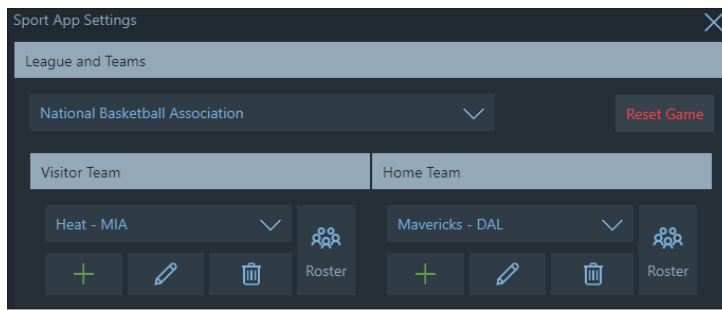 Sport App Settings
League and Teams
National Basketball Association
Reset Game
Visitor Team
Home Team
Heat - MIA
Mavericks - DAL
Roster
Roster